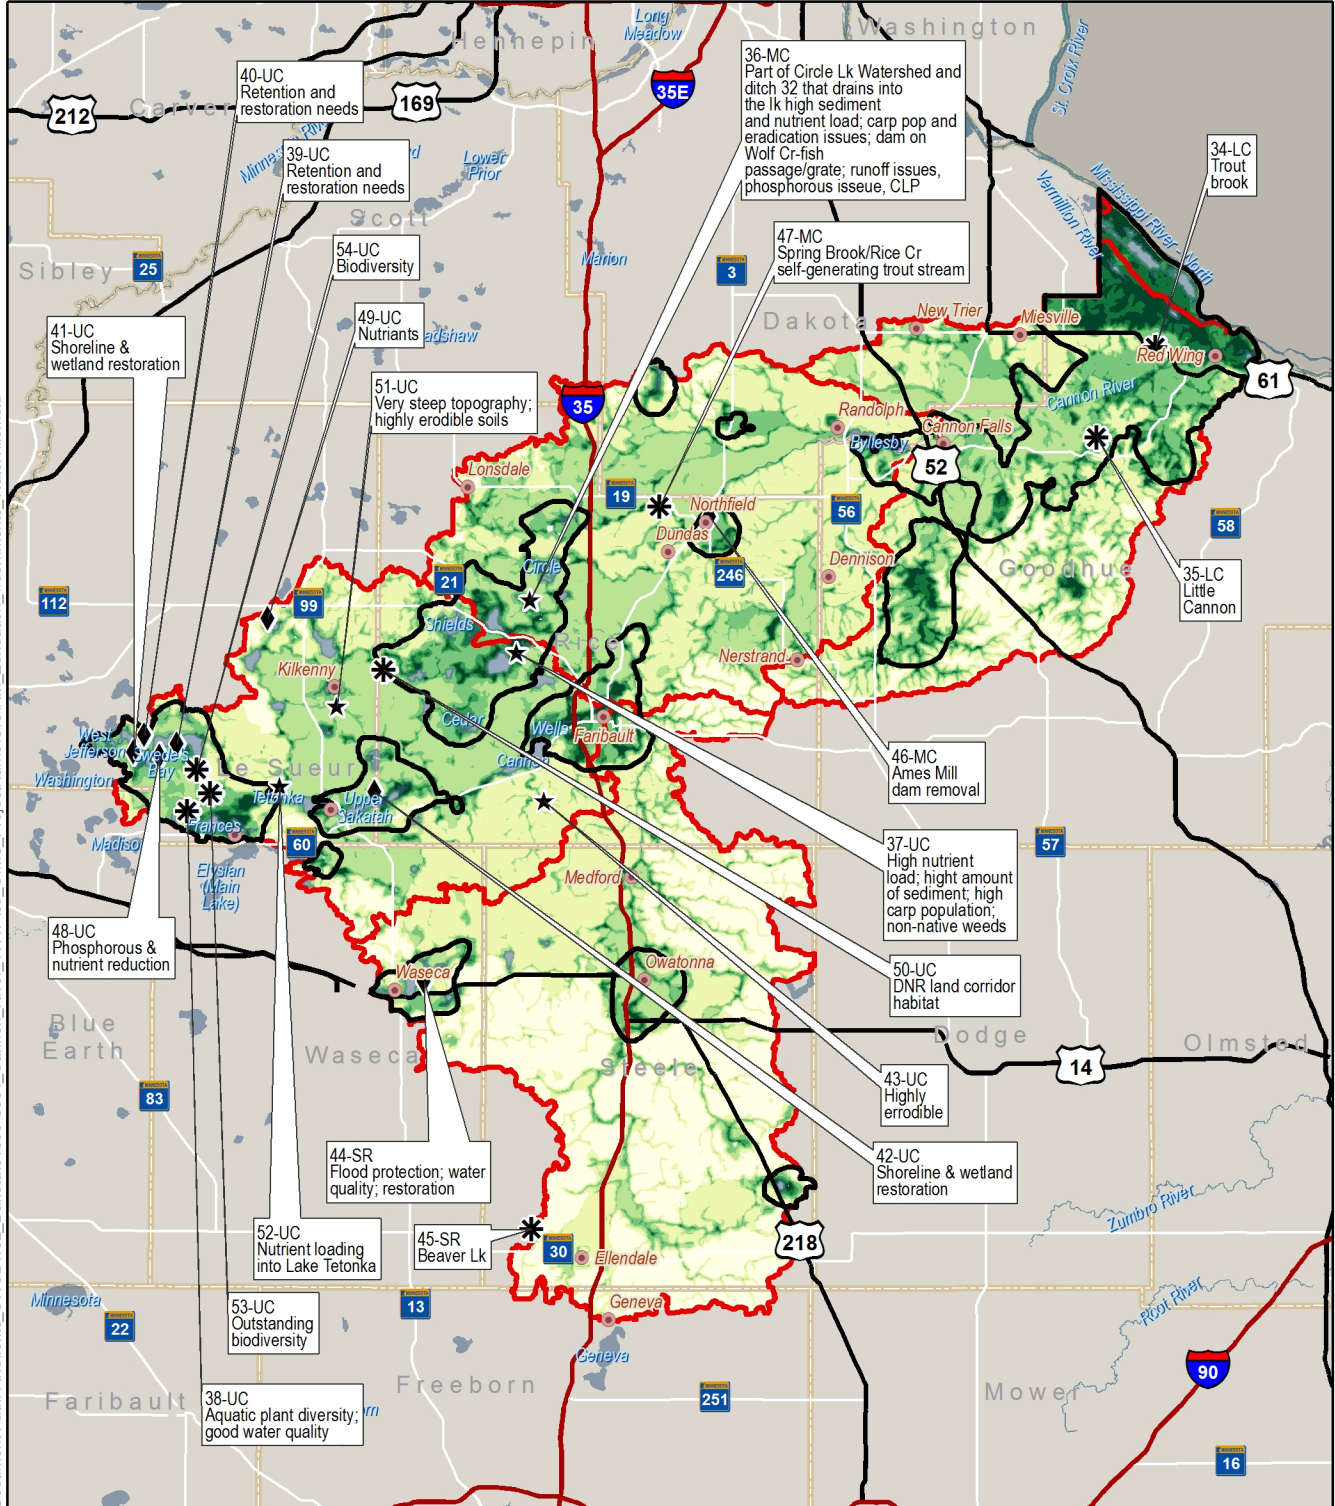 Hennepin
Long
Meadow
Washington
St. Croix River
35E
40-UC
Retention and
restoration needs
169
212
Carver
36-MC
Part of Circle Lk Watershed and
ditch 32 that drains into
the lk high sediment
and nutrient load; carp pop and
eradication issues; dam on
Wolf Cr-fish
passage/grate; runoff issues,
phosphorous isseue, CLP
39-UC
Retention and
restoration needs
Lower
Prior
34-LC
Trout
brook
Mississippi River - North
Vermillion River
Scott
47-MC
Spring Brook/Rice Cr
self-generating trout stream
54-UC
Biodiversity
Marion
3
Sibley
25
49-UC
Nutriants
adshaw
41-UC
Shoreline &
wetland restoration
Dakota
New Trier
Miesville
Red Wing
61
51-UC
Very steep topography;
highly erodible soils
35
Cannon River
Randolph
Cannon Falls
Byllesby
52
Lonsdale
19
Northfield
56
58
Dundas
246
Dennison
Goodhue
35-LC
Little
Cannon
Circle
21
99
112
Shields
Rice
Nerstrand
Kilkenny
Cedar
Wells
Faribault
Cannon
West
Jefferson
Swede's
Bay
Washington
Le Sueur
Tetonka
Upper
Sakatah
Frances
Madiso
60
Elysian
(Main
Lake)
46-MC
Ames Mill
dam removal
37-UC
High nutrient
load; hight amount
of sediment; high
carp population;
non-native weeds
57
Medford
48-UC
Phosphorous &
nutrient reduction
50-UC
DNR land corridor
habitat
Waseca
Owatonna
Blue
Earth
Waseca
Steele
Dodge
14
Olmsted
83
43-UC
Highly
errodible
44-SR
Flood protection; water
quality; restoration
42-UC
Shoreline & wetland
restoration
Zumbro River
52-UC
Nutrient loading
into Lake Tetonka
45-SR
Beaver Lk
30
Ellendale
218
Minnesota
22
53-UC
Outstanding
biodiversity
13
Geneva
Geneva
Root River
90
Faribault
38-UC
Aquatic plant diversity;
good water quality
Freeborn
251
Mower
16